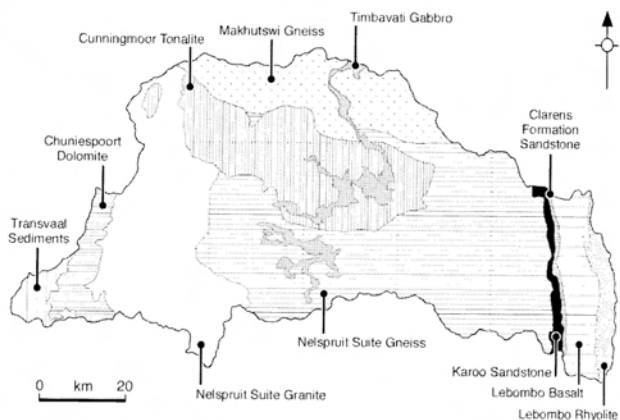 Cunningmoor Tonalite
Makhutswi Gneiss
Timbavati Gabbro
Clarens
Formation
Sandstone
Chuniespoort
Dolomite
Transvaal
Sediments
Nelspruit Suite Gneiss
Karoo Sandstone
Lebombo Basalt
Lebombo Rhyolite
Nelspruit Suite Granite
0 km 20